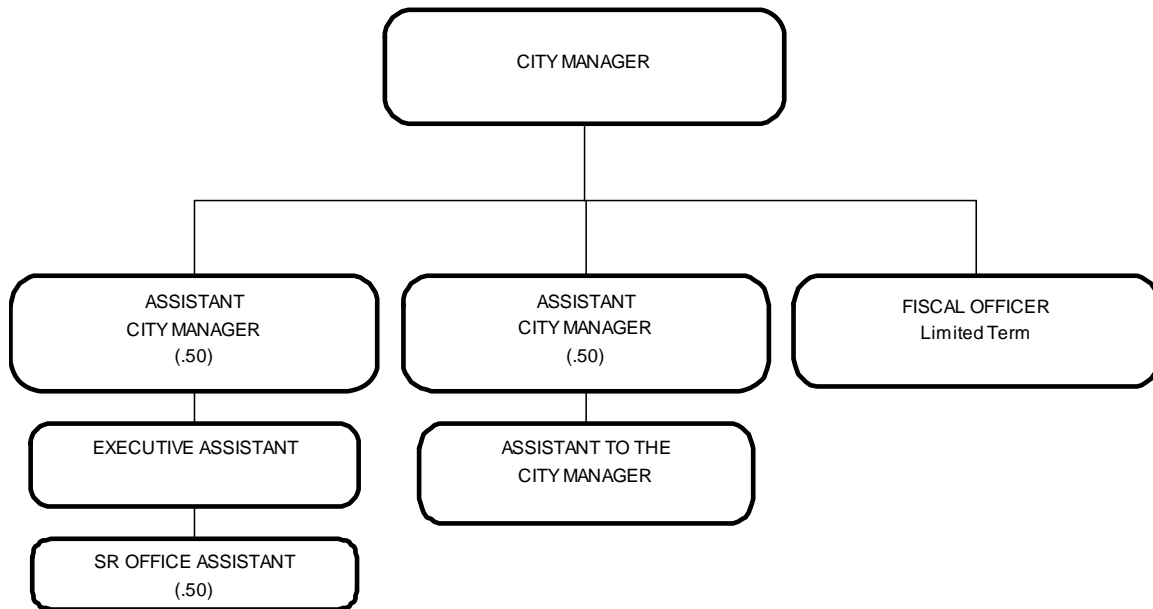 CITY MANAGER
ASSISTANT
CITY MANAGER
(.50)
ASSISTANT
CITY MANAGER
(.50)
FISCAL OFFICER
Limited Term
EXECUTIVE ASSISTANT
ASSISTANT TO THE
CITY MANAGER
SR OFFICE ASSISTANT
(.50)